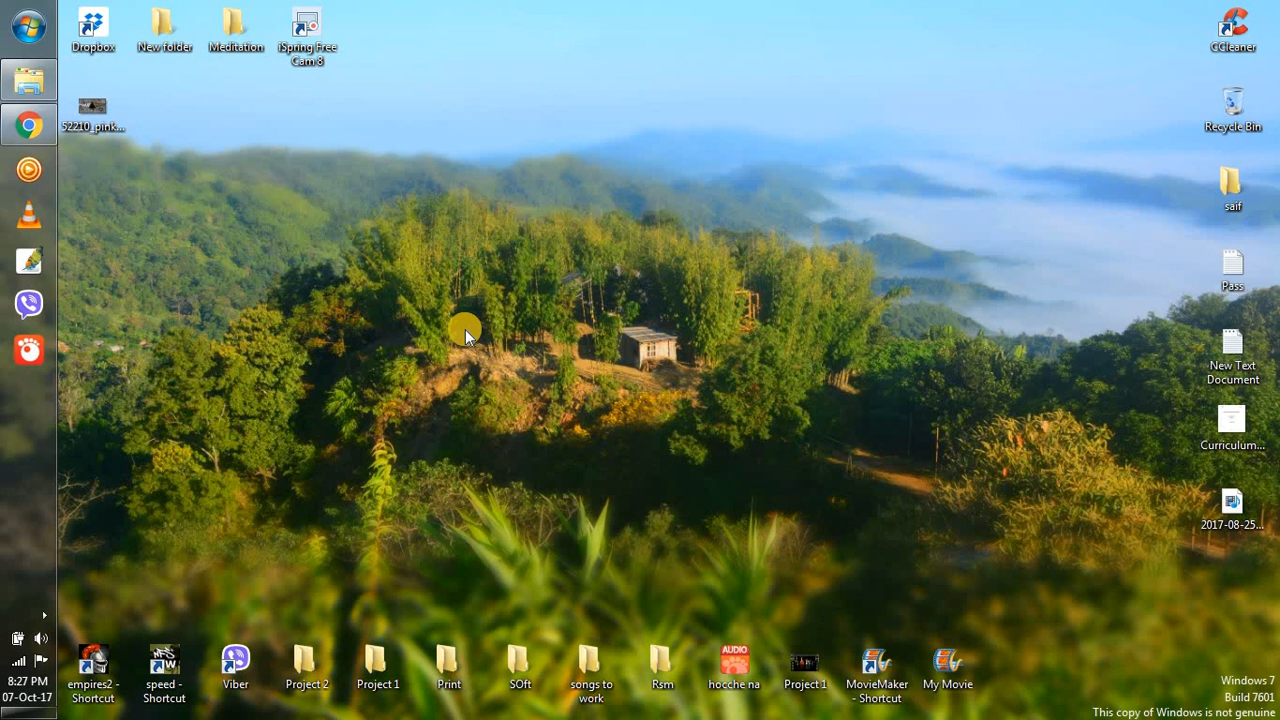 Dropbox
New folder
Meditation
iSpring Free
Cam 8
CCleaner
52210_pink...
Recycle Bin
saif
Pass
New Text
Document
Curriculum...
2017-08-25...
8:27 PM
07-Oct-17
empires2 -
Shortcut
speed -
Shortcut
Viber
Project 2
Project 1
Print
SOft
songs to
work
Rsm
AUDIO
hocche na
Project 1
MovieMaker
- Shortcut
My Movie
Windows 7
Build 7601
This copy of Windows is not genuine